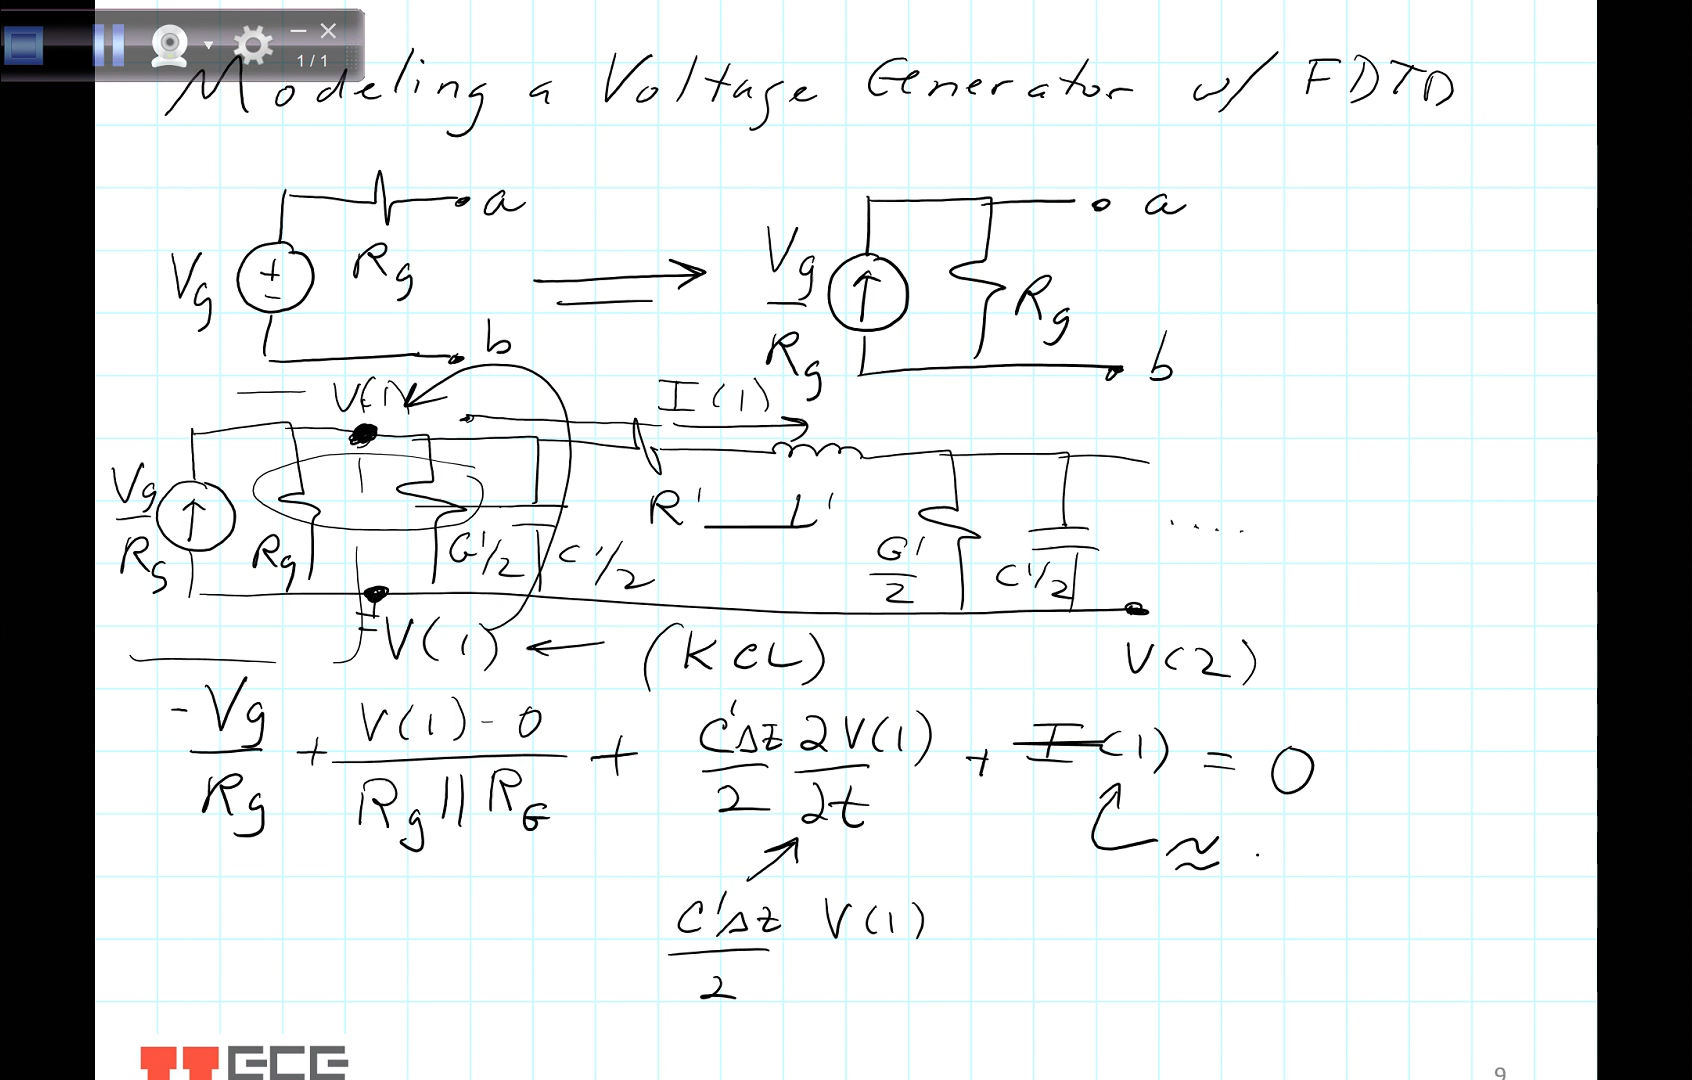 1/1
Modeling a Voltage Generator w/ FDTD
Vg + - Rg a b
Vg/Rg Rg a b
V(1) I(1)
Vg/Rs Rg G'/2 C'/2 R' L' G'/2 C'/2 ....
V(1) ← (KCL) V(2)
-Vg/Rg + (V(1) - 0)/(Rg || RG) + C'Δz/2 ∂V(1)/∂t + I(1) = 0
≈ .
C'Δz/2 V(1)
ECE
9